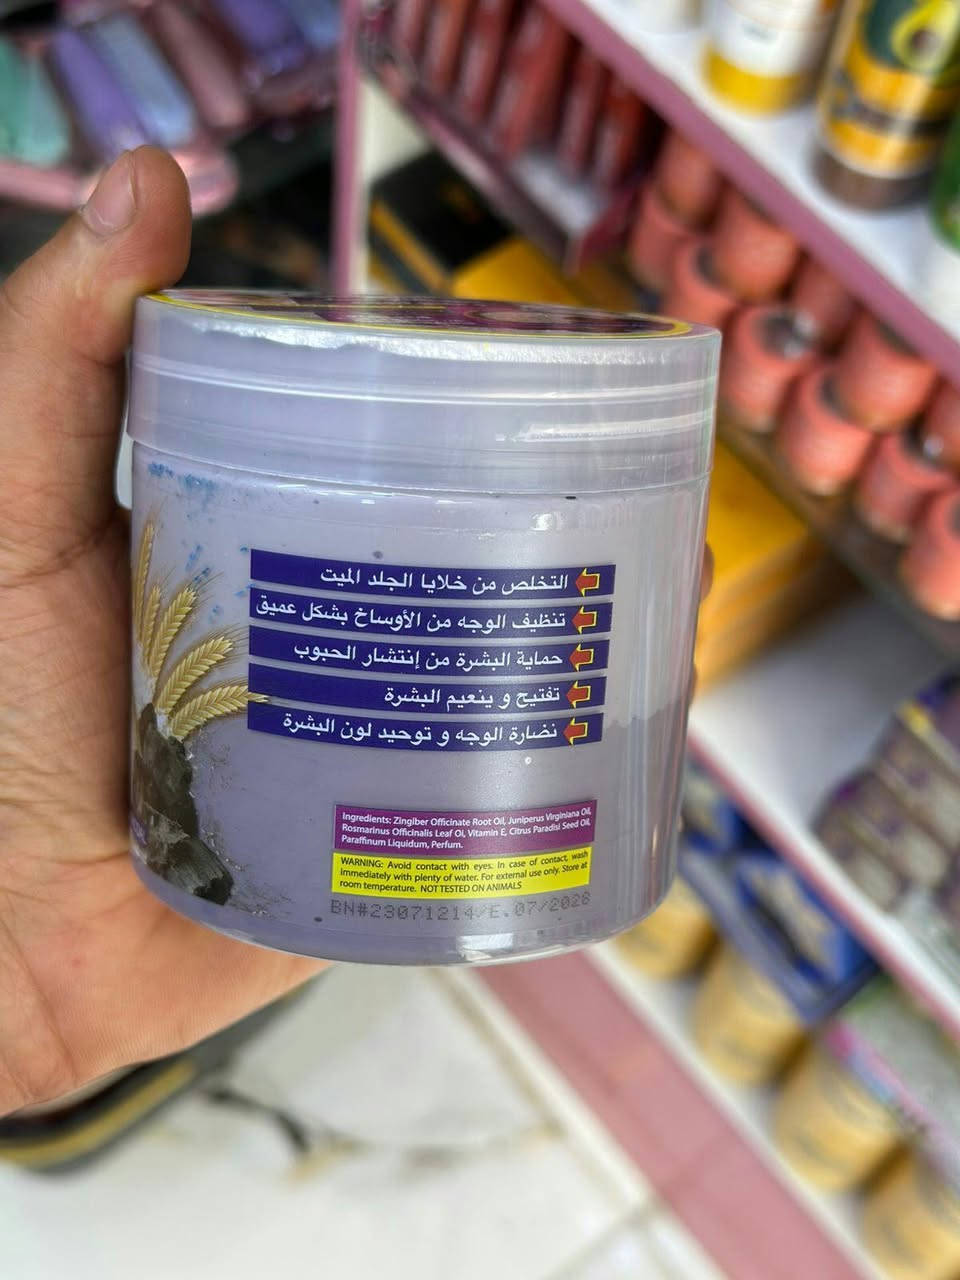 التخلص من خلايا الجلد الميت
تنظيف الوجه من الأوساخ بشكل عميق
حماية البشرة من إنتشار الحبوب
تفتيح و ينعيم البشرة
نضارة الوجه و توحيد لون البشرة
Ingredients: Zingiber Officinate Root Oil, Juniperus Virginiana Oil,
Rosmarinus Officinalis Leaf Oi, Vitamin E, Citrus Paradisi Seed Oil,
Paraffinum Liquidum, Perfum.
WARNING: Avoid contact with eyes. In case of contact, wash
immediately with plenty of water. For external use only. Store at
room temperature. NOT TESTED ON ANIMALS
BN#23071214/E.07/2026